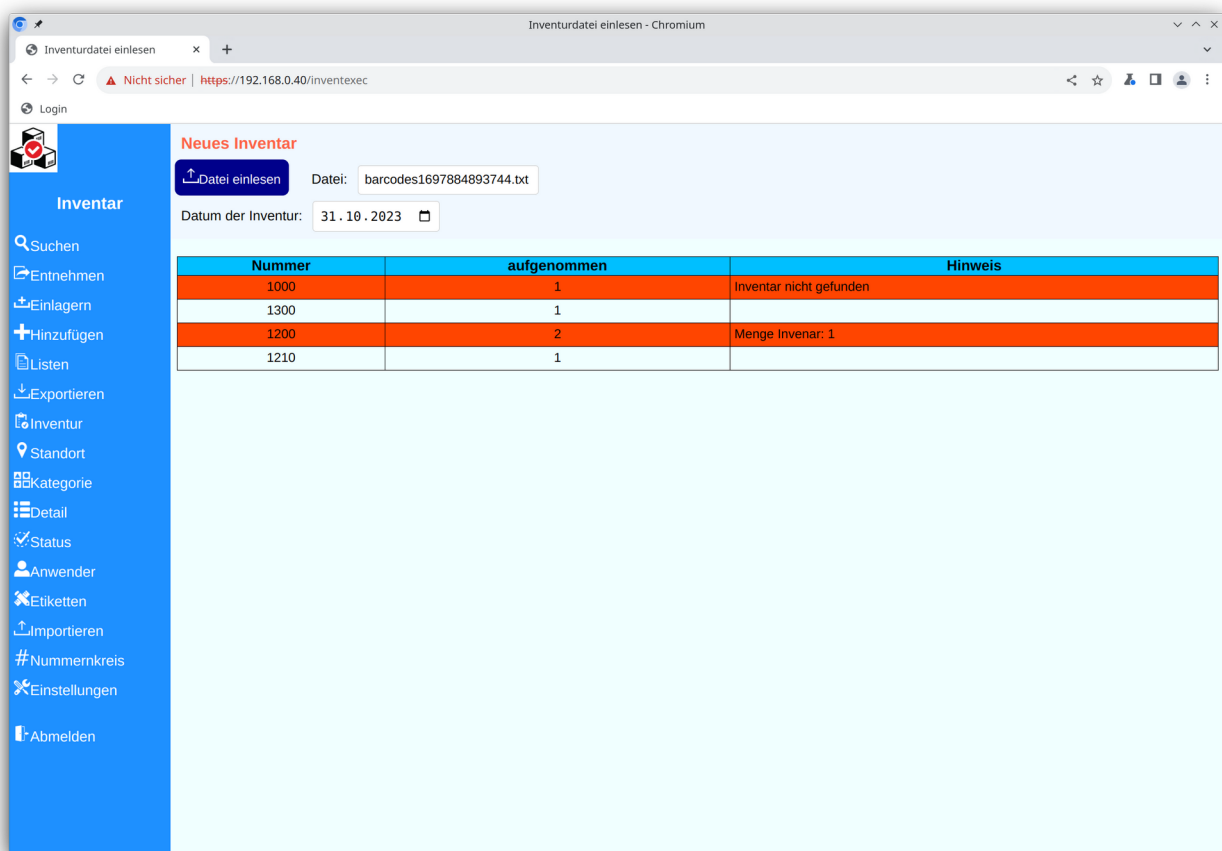 Inventurdatei einlesen - Chromium
Inventurdatei einlesen
Nicht sicher | https://192.168.0.40/inventexec
Login
Neues Inventar
Datei einlesen Datei: barcodes1697884893744.txt
Datum der Inventur: 31.10.2023
Inventar
Suchen
Entnehmen
Einlagern
Hinzufügen
Listen
Exportieren
Inventur
Standort
Kategorie
Detail
Status
Anwender
Etiketten
Importieren
Nummernkreis
Einstellungen
Abmelden
Nummer aufgenommen Hinweis
1000 1 Inventar nicht gefunden
1300 1
1200 2 Menge Invenar: 1
1210 1